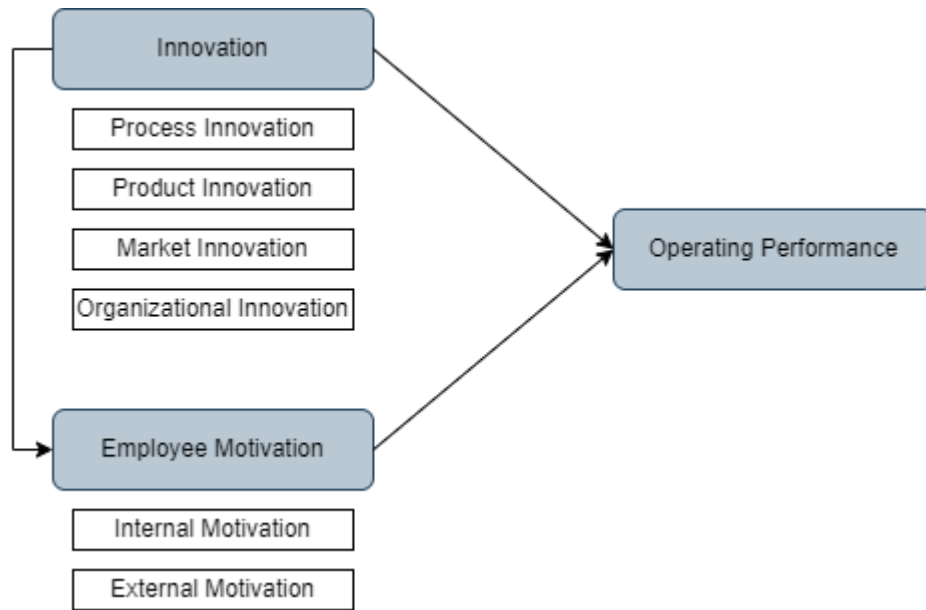 Innovation
Process Innovation
Product Innovation
Market Innovation
Organizational Innovation
Operating Performance
Employee Motivation
Internal Motivation
External Motivation